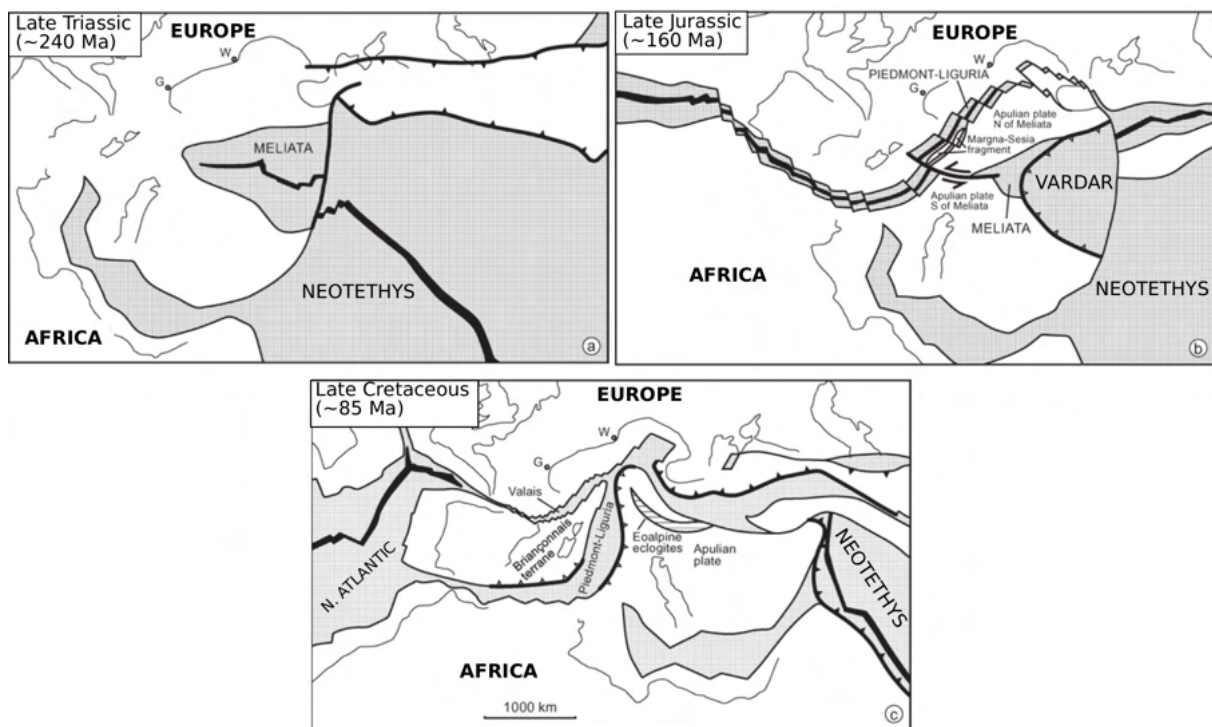 Late Triassic
(~240 Ma)
EUROPE
W
G
MELIATA
NEOTETHYS
AFRICA
a
Late Jurassic
(~160 Ma)
EUROPE
W
PIEDMONT-LIGURIA
G
Apulian plate
N of Meliata
Margna-Sesia
fragment
VARDAR
Apulian plate
S of Meliata
MELIATA
AFRICA
NEOTETHYS
b
Late Cretaceous
(~85 Ma)
EUROPE
W
G
Valais
Briançonnais
terrane
Piedmont-Liguria
Eoalpine
eclogites
Apulian
plate
N. ATLANTIC
NEOTETHYS
AFRICA
1000 km
c